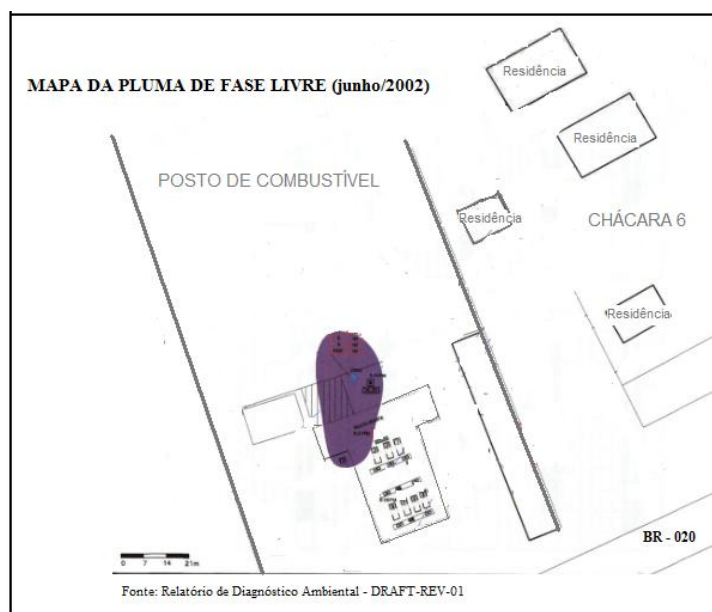 Residência
MAPA DA PLUMA DE FASE LIVRE (junho/2002)
Residência
POSTO DE COMBUSTÍVEL
Residência
CHÁCARA 6
Residência
BR - 020
0 7 14 21m
Fonte: Relatório de Diagnóstico Ambiental - DRAFT-REV-01